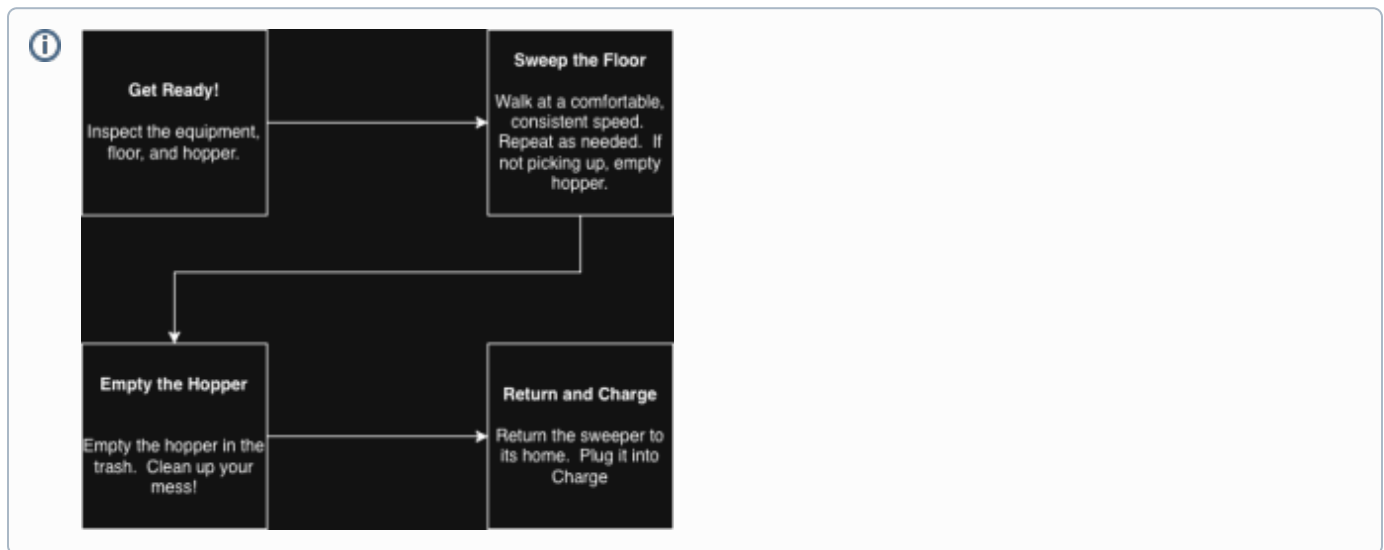 Get Ready!
Inspect the equipment,
floor, and hopper.
Sweep the Floor
Walk at a comfortable,
consistent speed.
Repeat as needed.  If
not picking up, empty
hopper.
Empty the Hopper
Empty the hopper in the
trash.  Clean up your
mess!
Return and Charge
Return the sweeper to
its home.  Plug it into
Charge